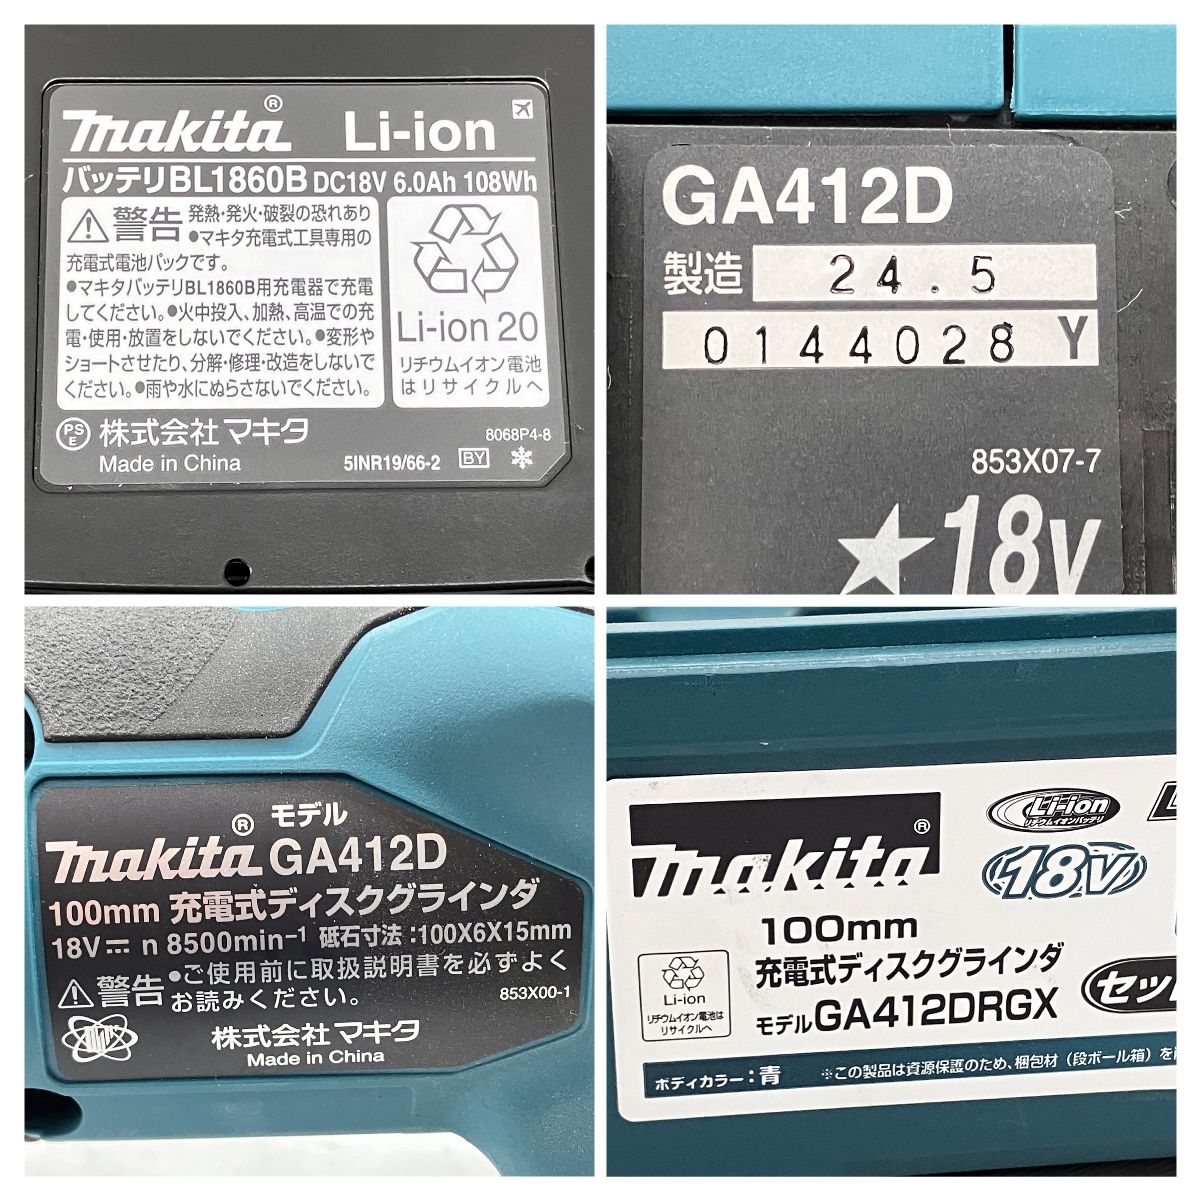 makita® Li-ion
バッテリBL1860B DC18V 6.0Ah 108Wh
警告 発熱・発火・破裂の恐れあり
●マキタ充電式工具専用の
充電式電池パックです。
●マキタバッテリBL1860B用充電器で充電
してください。●火中投入、加熱、高温での充
電・使用・放置をしないでください。●変形や
ショートさせたり、分解・修理・改造をしないで
ください。●雨や水にぬらさないでください。
Li-ion 20
リチウムイオン電池
はリサイクルへ
PSE 株式会社 マキタ
Made in China
8068P4-8
5INR19/66-2 BY
GA412D
製造 24.5
0144028 Y
853X07-7
★18V
makita® モデル GA412D
100mm 充電式ディスクグラインダ
18V⎓ n 8500min-1 砥石寸法:100X6X15mm
警告 ●ご使用前に取扱説明書を必ずよく
お読みください。
853X00-1
株式会社 マキタ
Made in China
makita®
Li-ion
リチウムイオンバッテリ
18V
100mm
充電式ディスクグラインダ
モデルGA412DRGX
セッ
Li-ion
リチウムイオン電池は
リサイクルへ
ボディカラー:青 ※この製品は資源保護のため、梱包材(段ボール箱)を